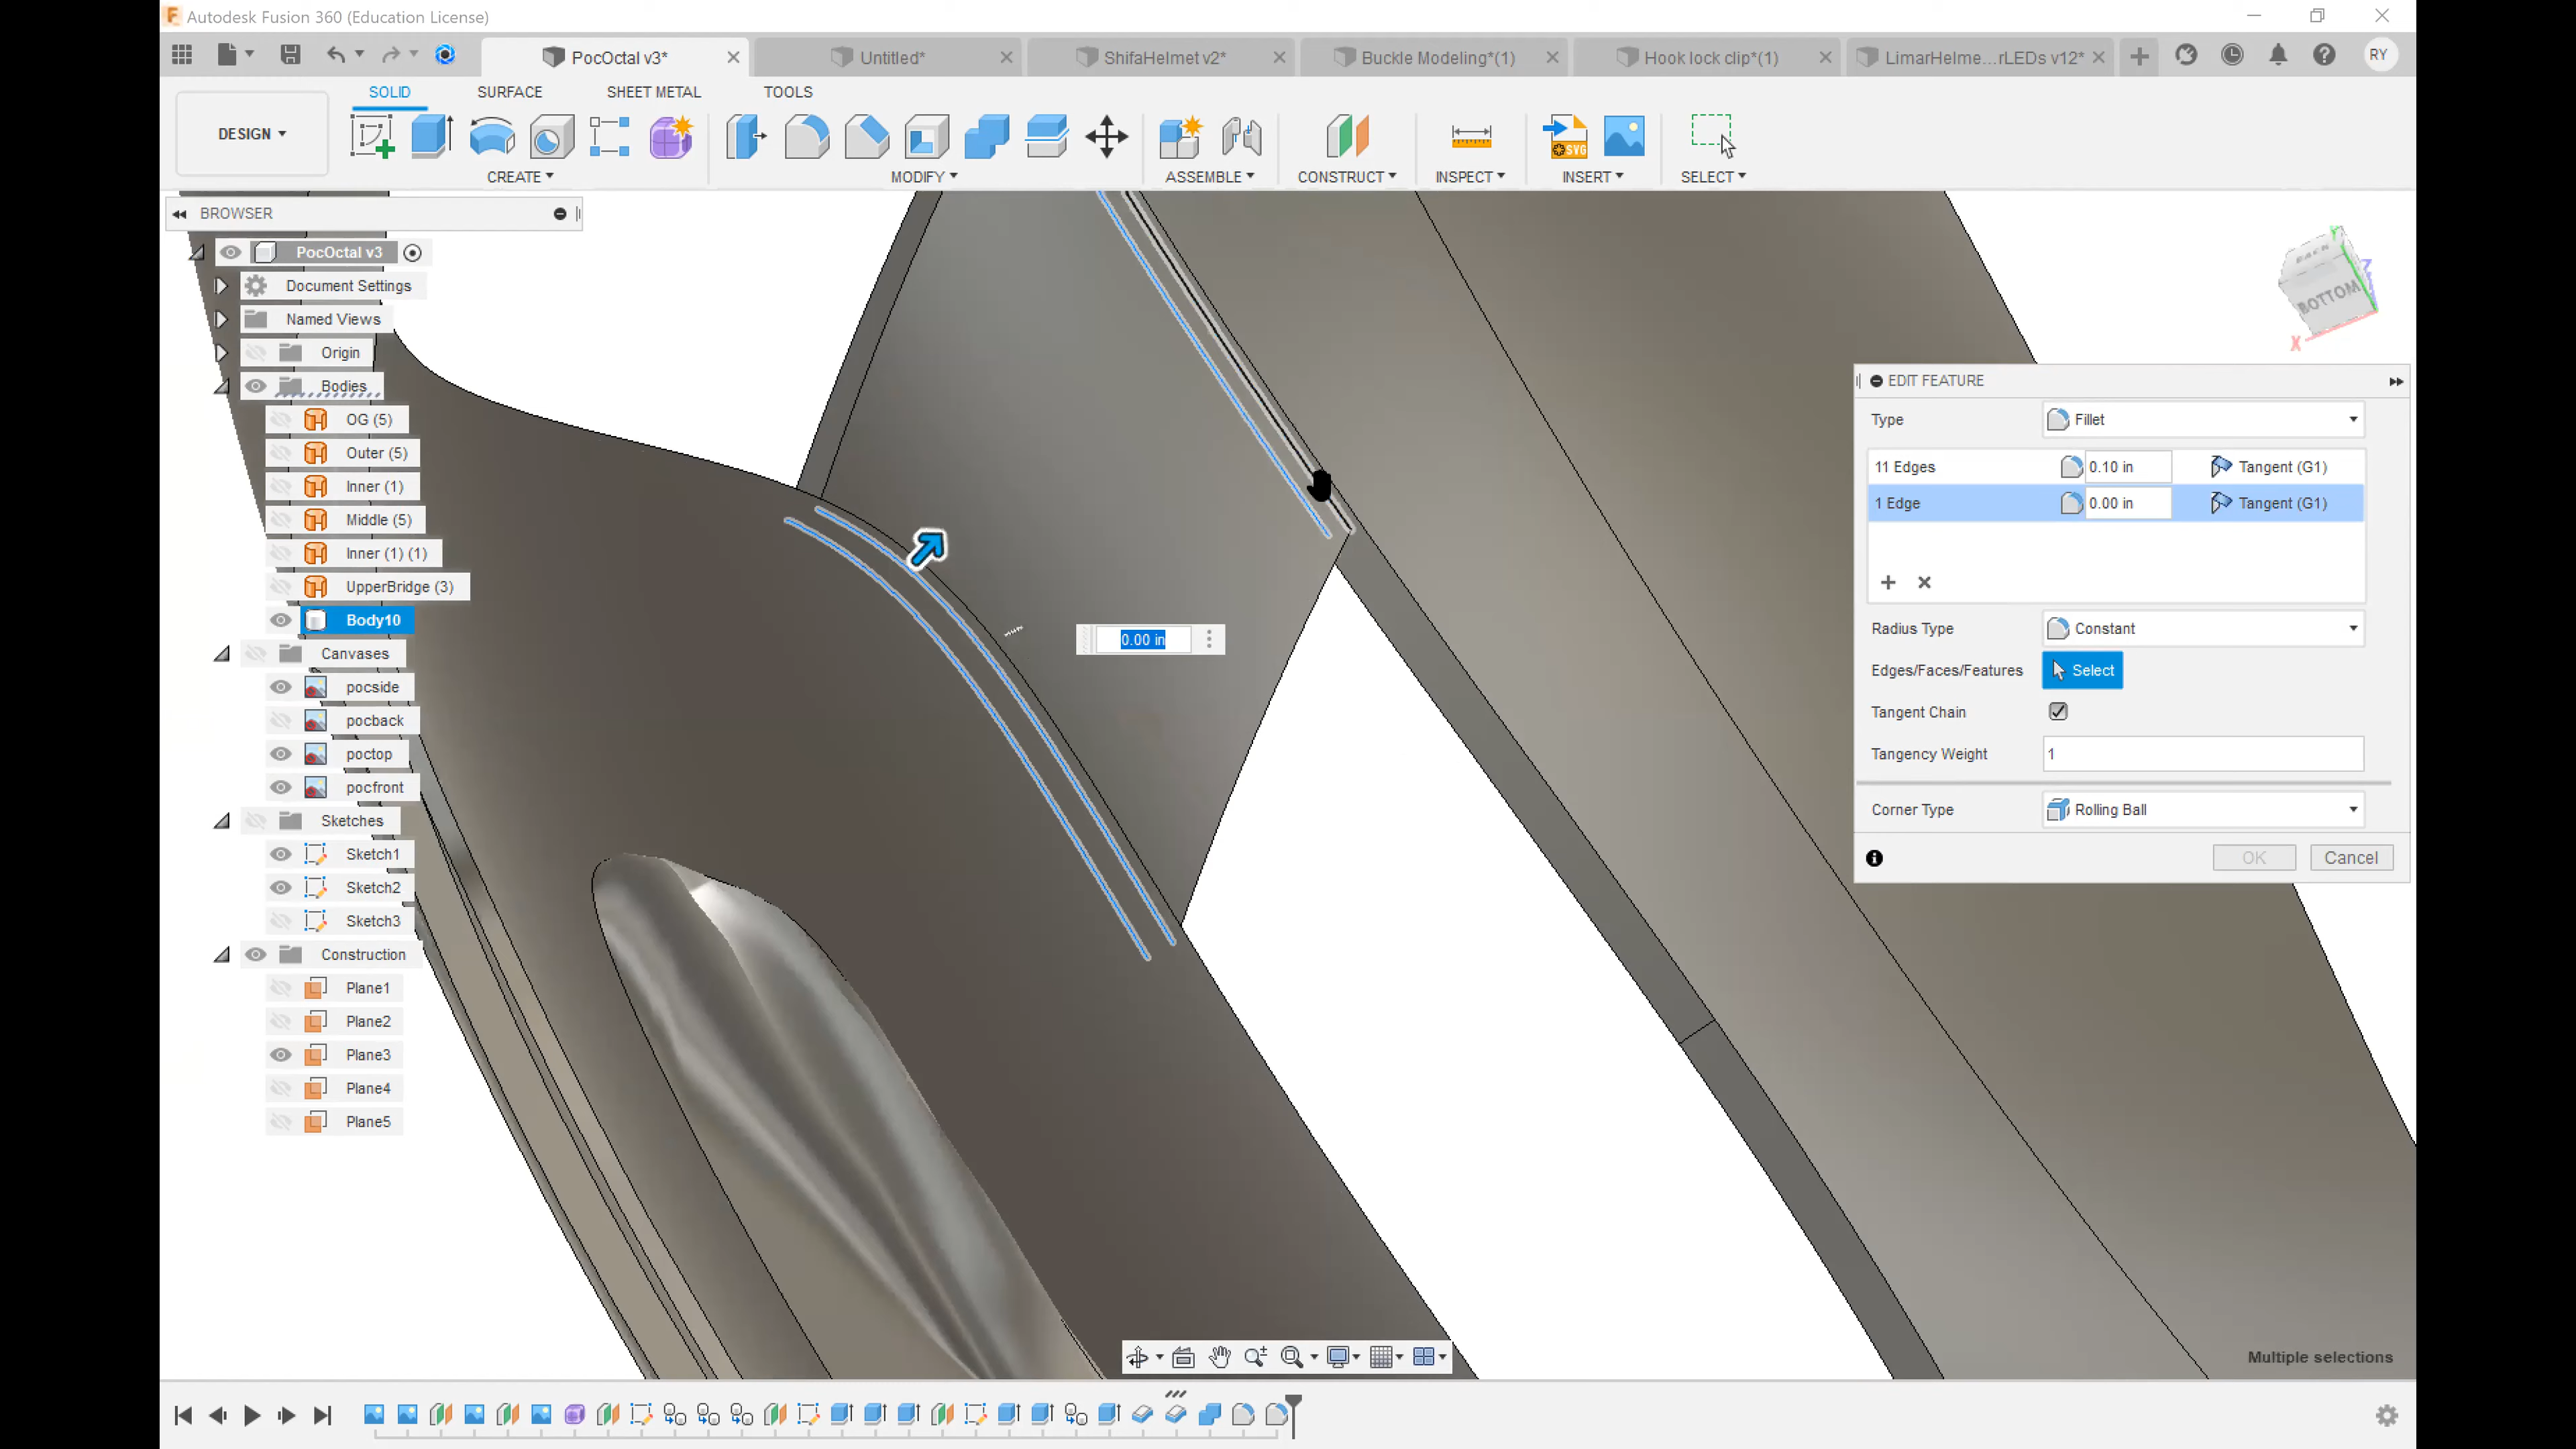 Autodesk Fusion 360 (Education License)
PocOctal v3*
Untitled*
ShifaHelmet v2*
Buckle Modeling*(1)
Hook lock clip*(1)
LimarHelme...rLEDs v12*
RY
DESIGN
SOLID
SURFACE
SHEET METAL
TOOLS
SVG
CREATE
MODIFY
ASSEMBLE
CONSTRUCT
INSPECT
INSERT
SELECT
BROWSER
PocOctal v3
Document Settings
Named Views
Origin
Bodies
OG (5)
Outer (5)
Inner (1)
Middle (5)
Inner (1) (1)
UpperBridge (3)
Body10
Canvases
pocside
pocback
poctop
pocfront
Sketches
Sketch1
Sketch2
Sketch3
Construction
Plane1
Plane2
Plane3
Plane4
Plane5
0.00 in
BACK
BOTTOM
X
Z
EDIT FEATURE
Type
Fillet
11 Edges
0.10 in
Tangent (G1)
1 Edge
0.00 in
Tangent (G1)
Radius Type
Constant
Edges/Faces/Features
Select
Tangent Chain
Tangency Weight
1
Corner Type
Rolling Ball
OK
Cancel
Multiple selections